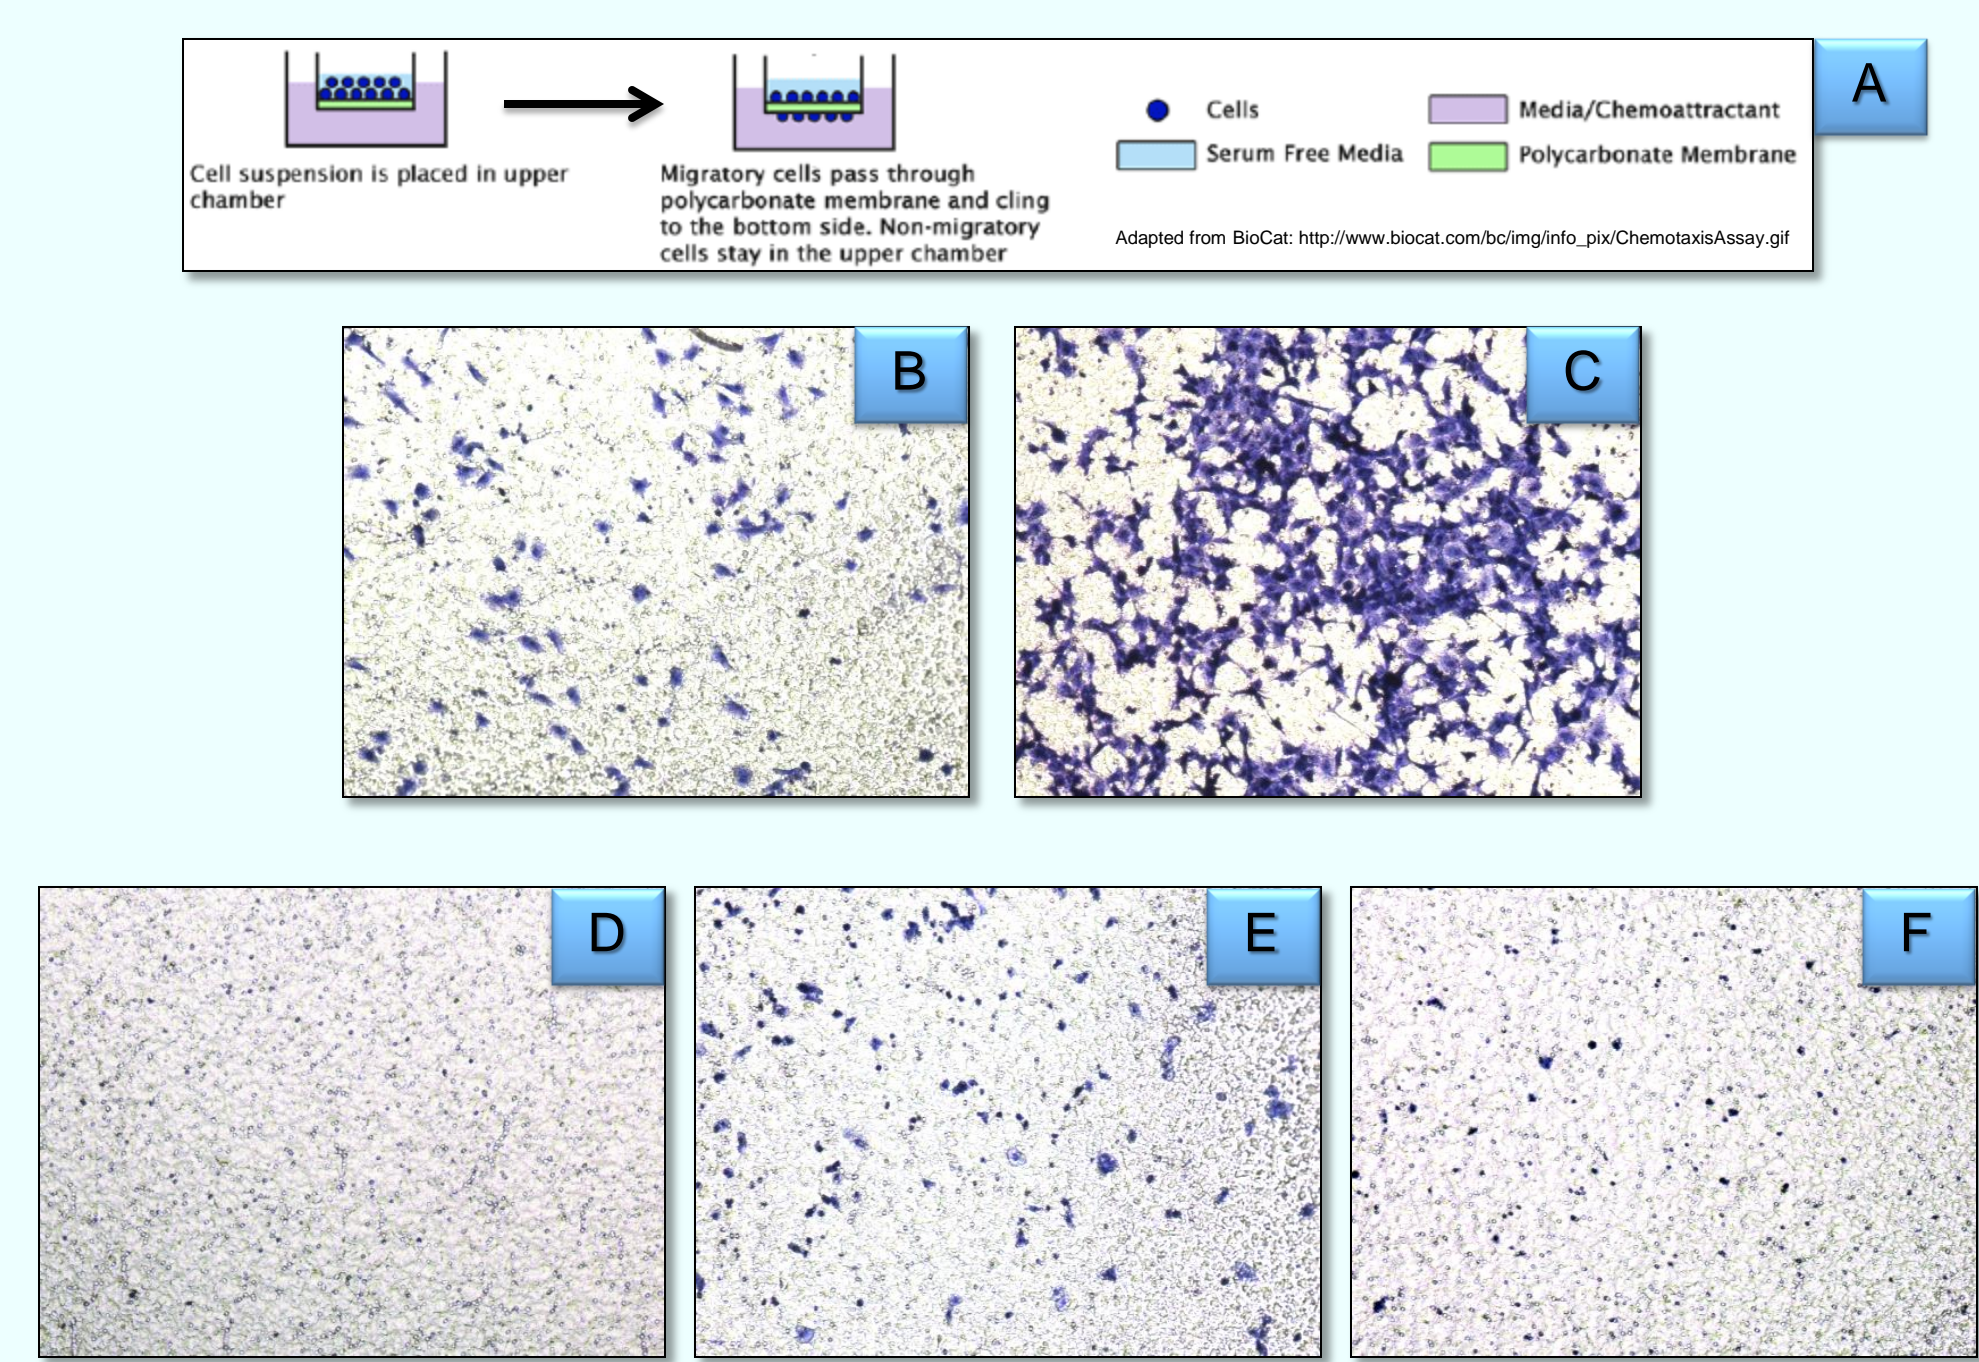 A
Cell suspension is placed in upper
chamber
Migratory cells pass through
polycarbonate membrane and cling
to the bottom side. Non-migratory
cells stay in the upper chamber
Cells
Serum Free Media
Media/Chemoattractant
Polycarbonate Membrane
Adapted from BioCat: http://www.biocat.com/bc/img/info_pix/ChemotaxisAssay.gif
B
C
D
E
F